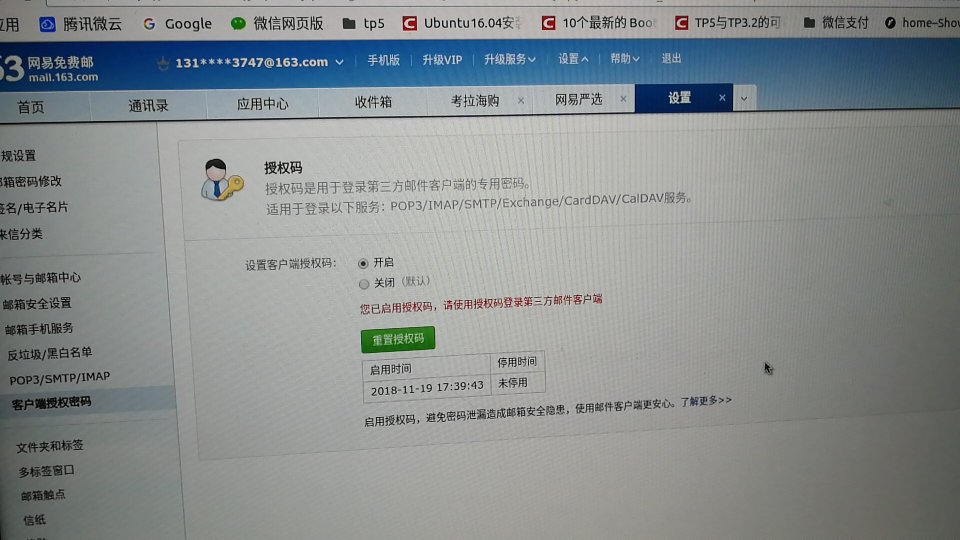 腾讯微云 Google 微信网页版 tp5 Ubuntu16.04安 10个最新的 Boo TP5与TP3.2的可 微信支付 home-Show
网易免费邮
mail.163.com
131****3747@163.com 手机版 升级VIP 升级服务 设置 帮助 退出
首页 通讯录 应用中心 收件箱 考拉海购 × 网易严选 × 设置 ×
规设置
邮箱密码修改
签名/电子名片
来信分类
帐号与邮箱中心
邮箱安全设置
邮箱手机服务
反垃圾/黑白名单
POP3/SMTP/IMAP
客户端授权密码
文件夹和标签
多标签窗口
邮箱触点
信纸
授权码
授权码是用于登录第三方邮件客户端的专用密码。
适用于登录以下服务：POP3/IMAP/SMTP/Exchange/CardDAV/CalDAV服务。
设置客户端授权码： 开启
关闭（默认）
您已启用授权码，请使用授权码登录第三方邮件客户端
重置授权码
启用时间 停用时间
2018-11-19 17:39:43 未停用
启用授权码，避免密码泄漏造成邮箱安全隐患，使用邮件客户端更安心。了解更多>>